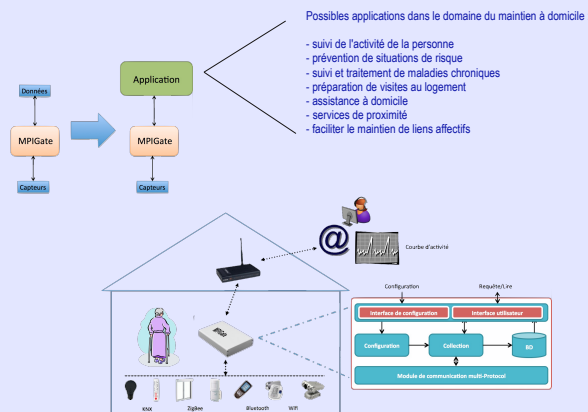 Possibles applications dans le domaine du maintien à domicile
- suivi de l'activité de la personne
- prévention de situations de risque
- suivi et traitement de maladies chroniques
- préparation de visites au logement
- assistance à domicile
- services de proximité
- faciliter le maintien de liens affectifs
Données
MPIGate
Capteurs
Application
MPIGate
Capteurs
@
Courbe d'activité
MPIGate
KNX
ZigBee
Bluetooth
Wifi
Configuration
Requête/Lire
Interface de configuration
Interface utilisateur
Configuration
Collection
BD
Module de communication multi-Protocol